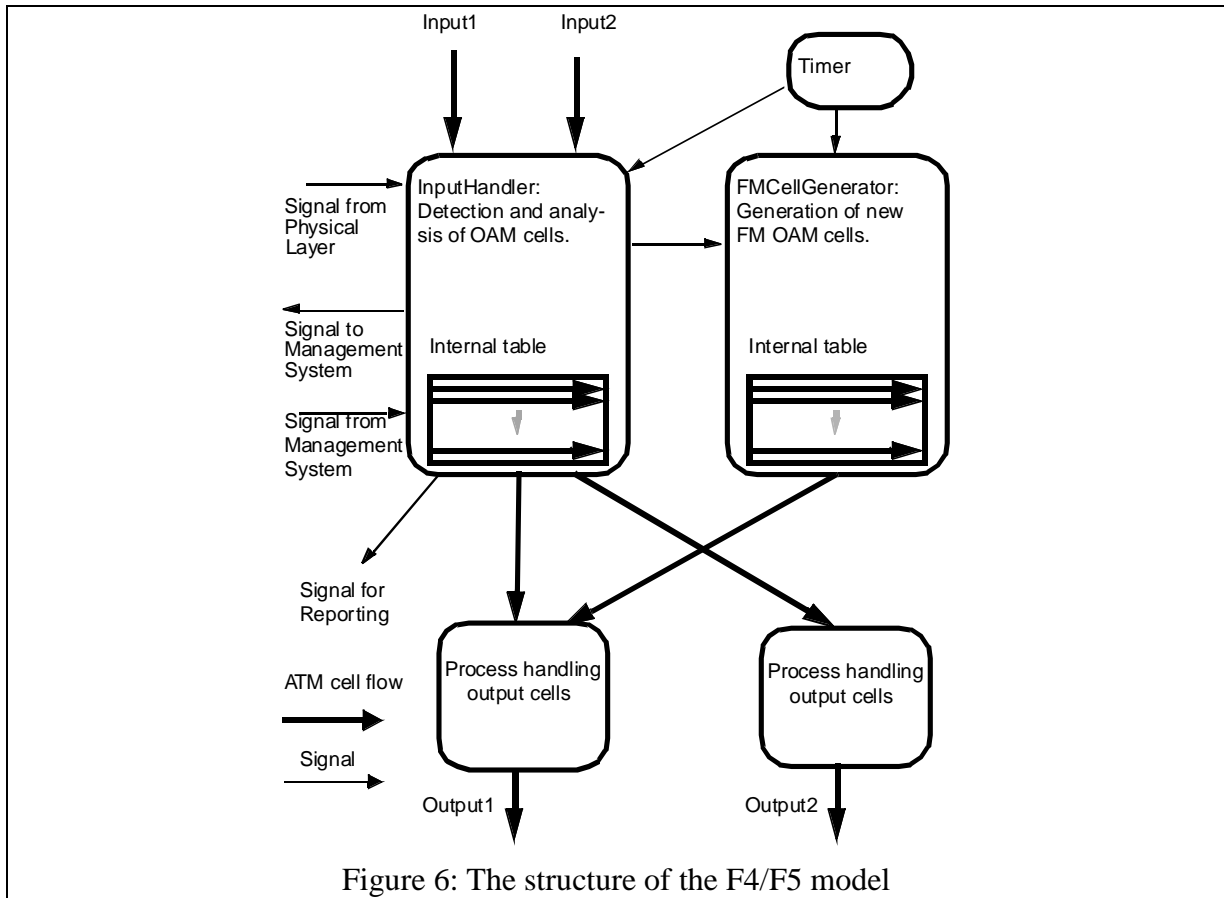 Input1
Input2
Timer
InputHandler:
Detection and analy-
sis of OAM cells.
FMCellGenerator:
Generation of new
FM OAM cells.
Signal from
Physical
Layer
Signal to
Management
System
Signal from
Management
System
Internal table
Internal table
Signal for
Reporting
Process handling
output cells
Process handling
output cells
ATM cell flow
Signal
Output1
Output2
Figure 6: The structure of the F4/F5 model